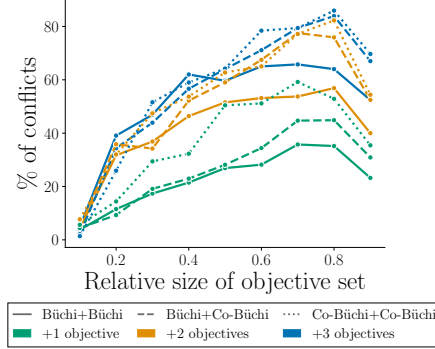 80
60
40
20
0
% of conflicts
0.2 0.4 0.6 0.8
Relative size of objective set
Büchi+Büchi Büchi+Co-Büchi Co-Büchi+Co-Büchi
+1 objective +2 objectives +3 objectives